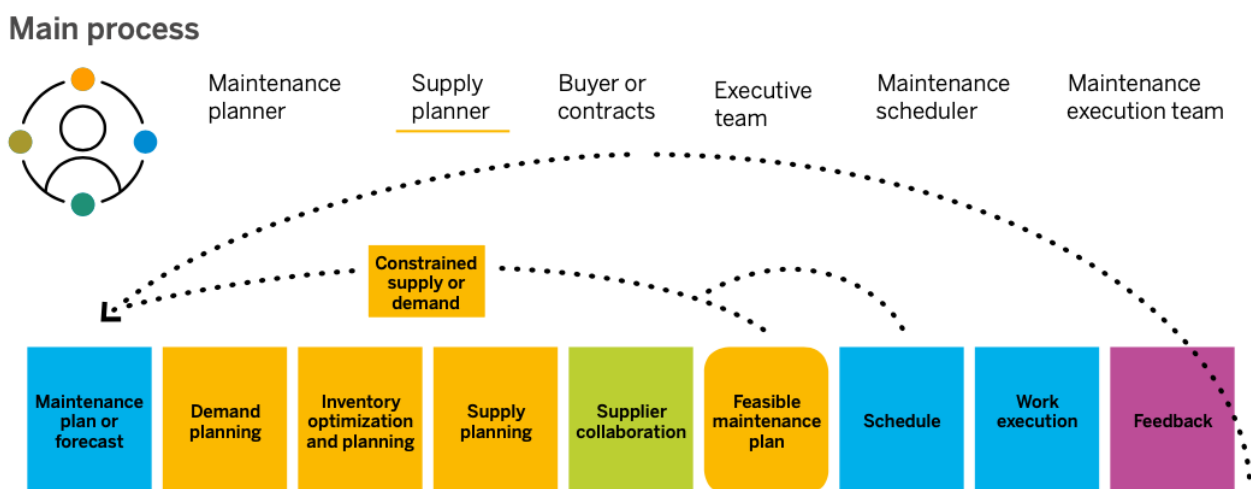 Main process
Maintenance
planner
Supply
planner
Buyer or
contracts
Executive
team
Maintenance
scheduler
Maintenance
execution team
Constrained
supply or
demand
Maintenance
plan or
forecast
Demand
planning
Inventory
optimization
and planning
Supply
planning
Supplier
collaboration
Feasible
maintenance
plan
Schedule
Work
execution
Feedback